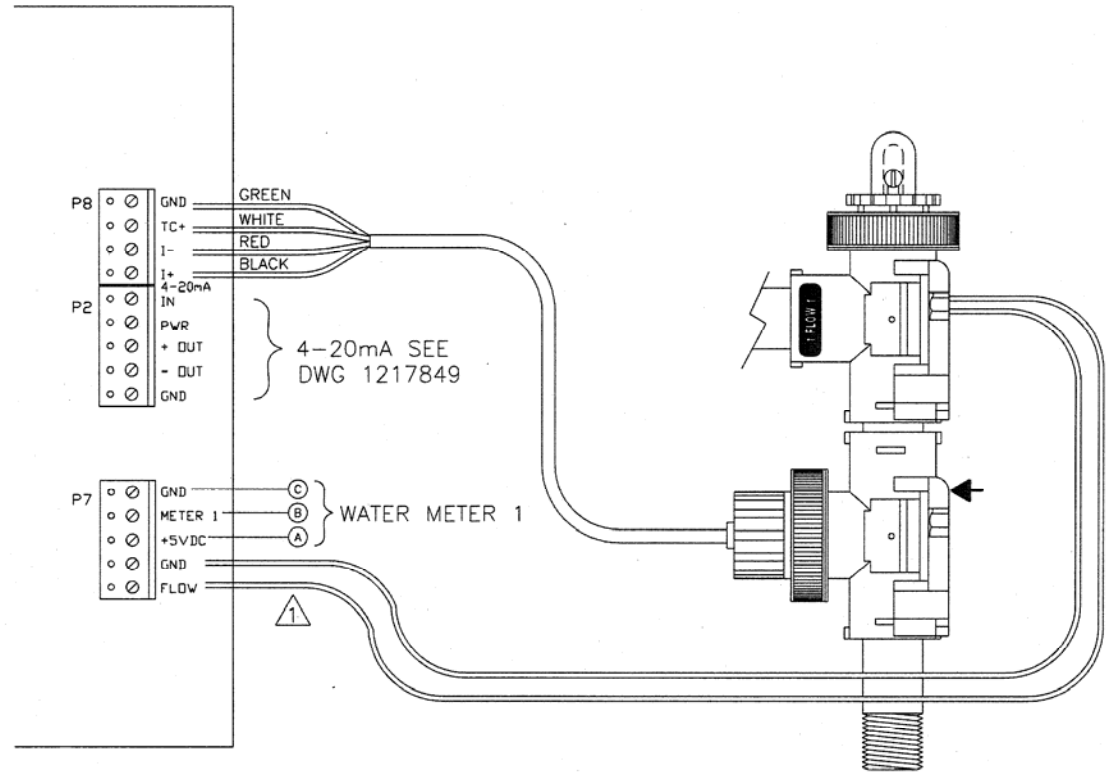 P8
GND GREEN
TC+ WHITE
I- RED
I+ BLACK
P2
4-20mA
IN
PWR
+ OUT
- OUT
GND
4-20mA SEE
DWG 1217849
P7
GND C
METER 1 B
+5VDC A
GND
FLOW
WATER METER 1
1
↑ FLOW ↑